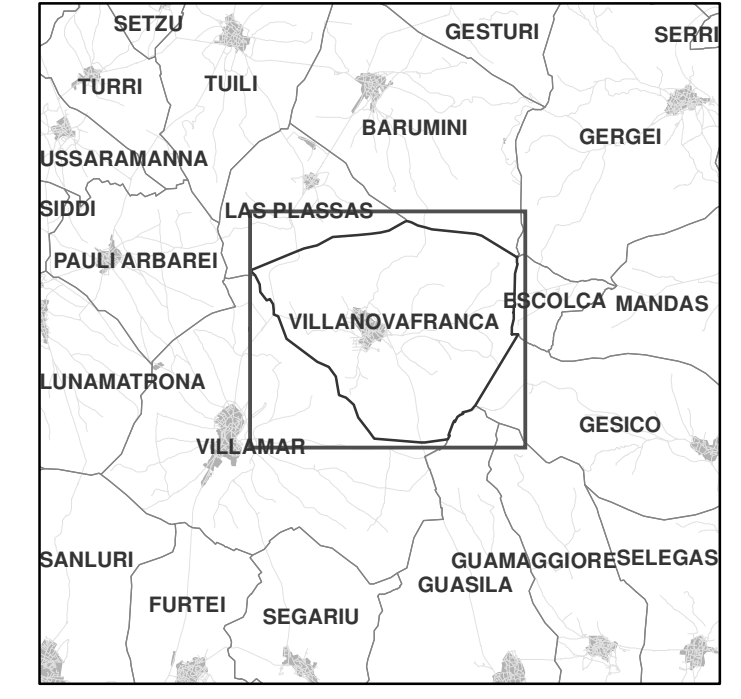 SETZU
GESTURI
SERRI
TURRI
TUILI
BARUMINI
GERGEI
USSARAMANNA
SIDDI
LAS PLASSAS
PAULI ARBAREI
ESCOLCA
MANDAS
VILLANOVAFRANCA
LUNAMATRONA
GESICO
VILLAMAR
SANLURI
GUAMAGGIORE
SELEGAS
GUASILA
FURTEI
SEGARIU